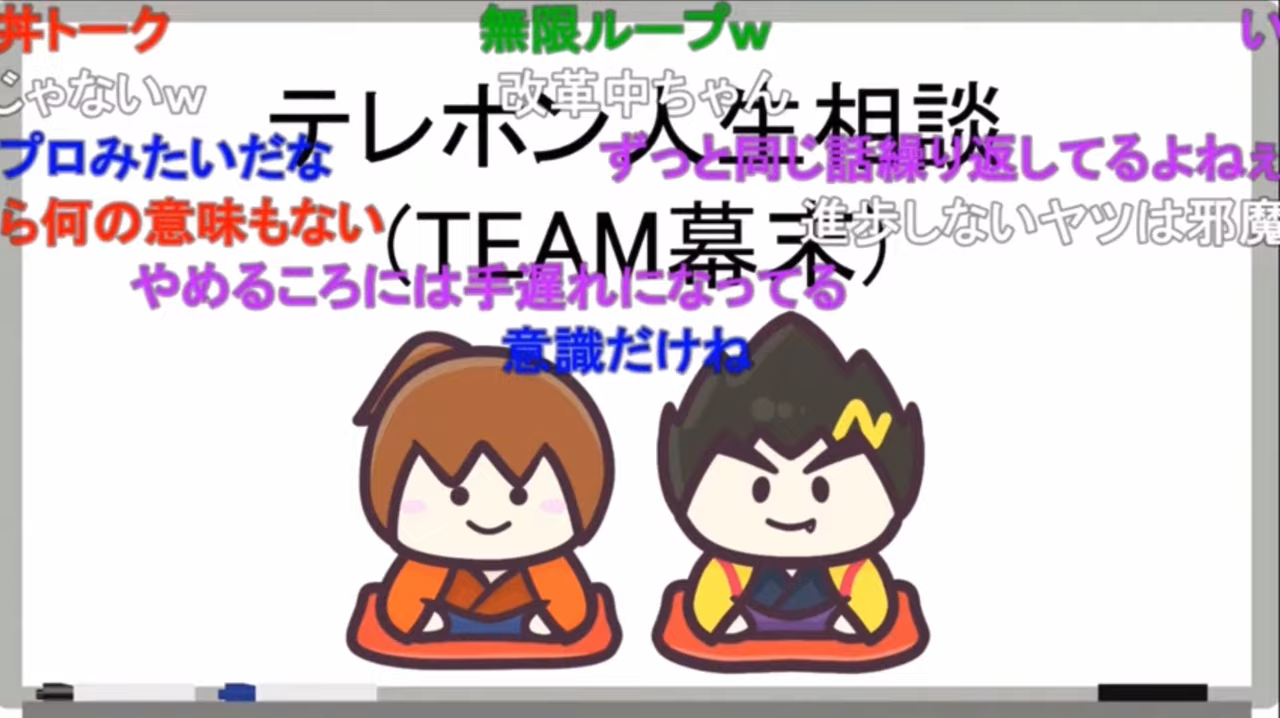 丼トーク
無限ループw
い
じゃないw
改革中ちゃん
テレホン人生相談
プロみたいだな
ずっと同じ話繰り返してるよねぇ
ら何の意味もない
(TEAM幕末)
進歩しないヤツは邪魔
やめるころには手遅れになってる
意識だけね
N